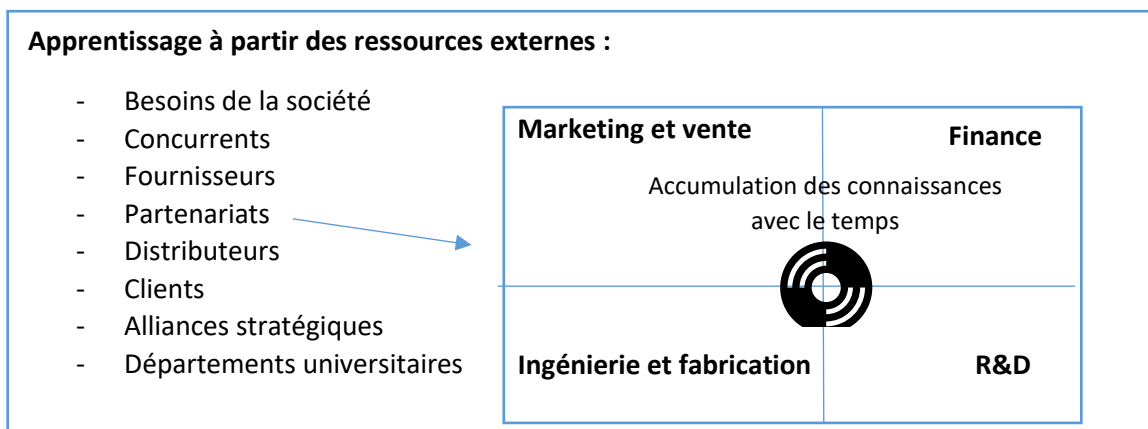 Apprentissage à partir des ressources externes :
- Besoins de la société
- Concurrents
- Fournisseurs
- Partenariats
- Distributeurs
- Clients
- Alliances stratégiques
- Départements universitaires
Marketing et vente
Finance
Accumulation des connaissances
avec le temps
Ingénierie et fabrication
R&D